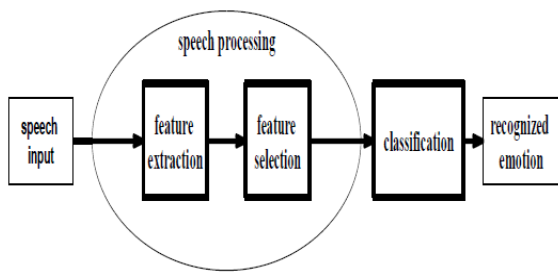 speech processing
speech
input
feature
extraction
feature
selection
classification
recognized
emotion